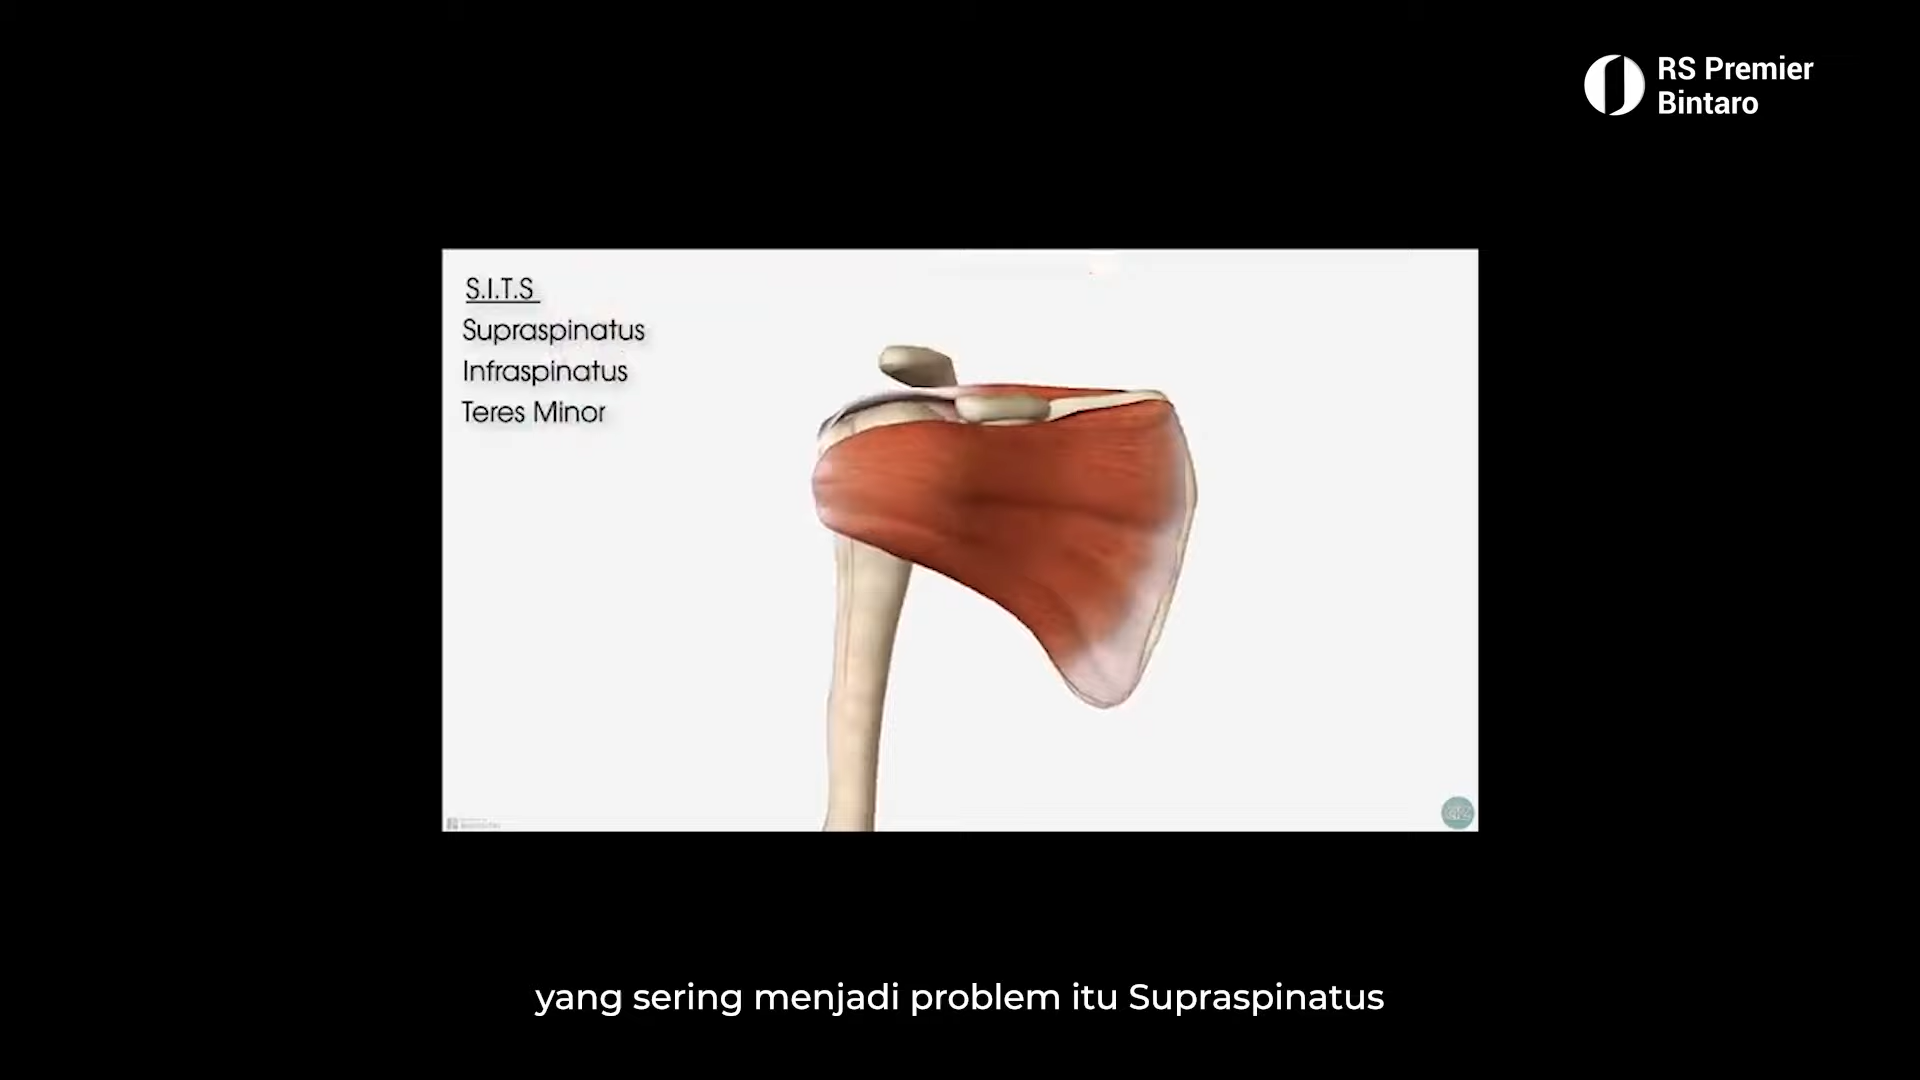 RS Premier
Bintaro
S.I.T.S
Supraspinatus
Infraspinatus
Teres Minor
yang sering menjadi problem itu Supraspinatus